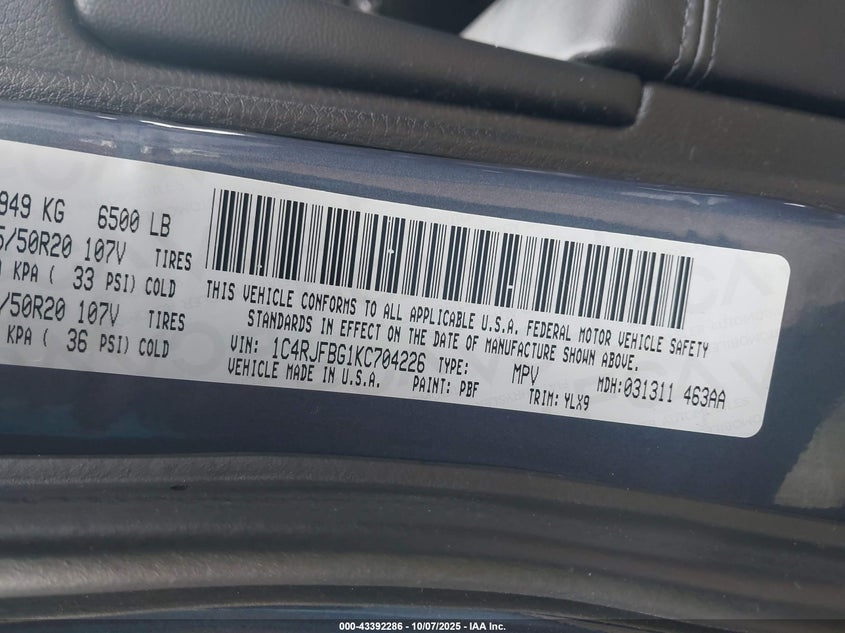 949 KG 6500 LB
/50R20 107V TIRES
KPA ( 33 PSI) COLD
/50R20 107V TIRES
KPA ( 36 PSI) COLD
THIS VEHICLE CONFORMS TO ALL APPLICABLE U.S.A. FEDERAL MOTOR VEHICLE SAFETY
STANDARDS IN EFFECT ON THE DATE OF MANUFACTURE SHOWN ABOVE.
VIN: 1C4RJFBG1KC704226 TYPE: MPV MDH:031311 463AA
VEHICLE MADE IN U.S.A. PAINT: PBF TRIM: YLX9
000-43392286 - 10/07/2025 - IAA Inc.